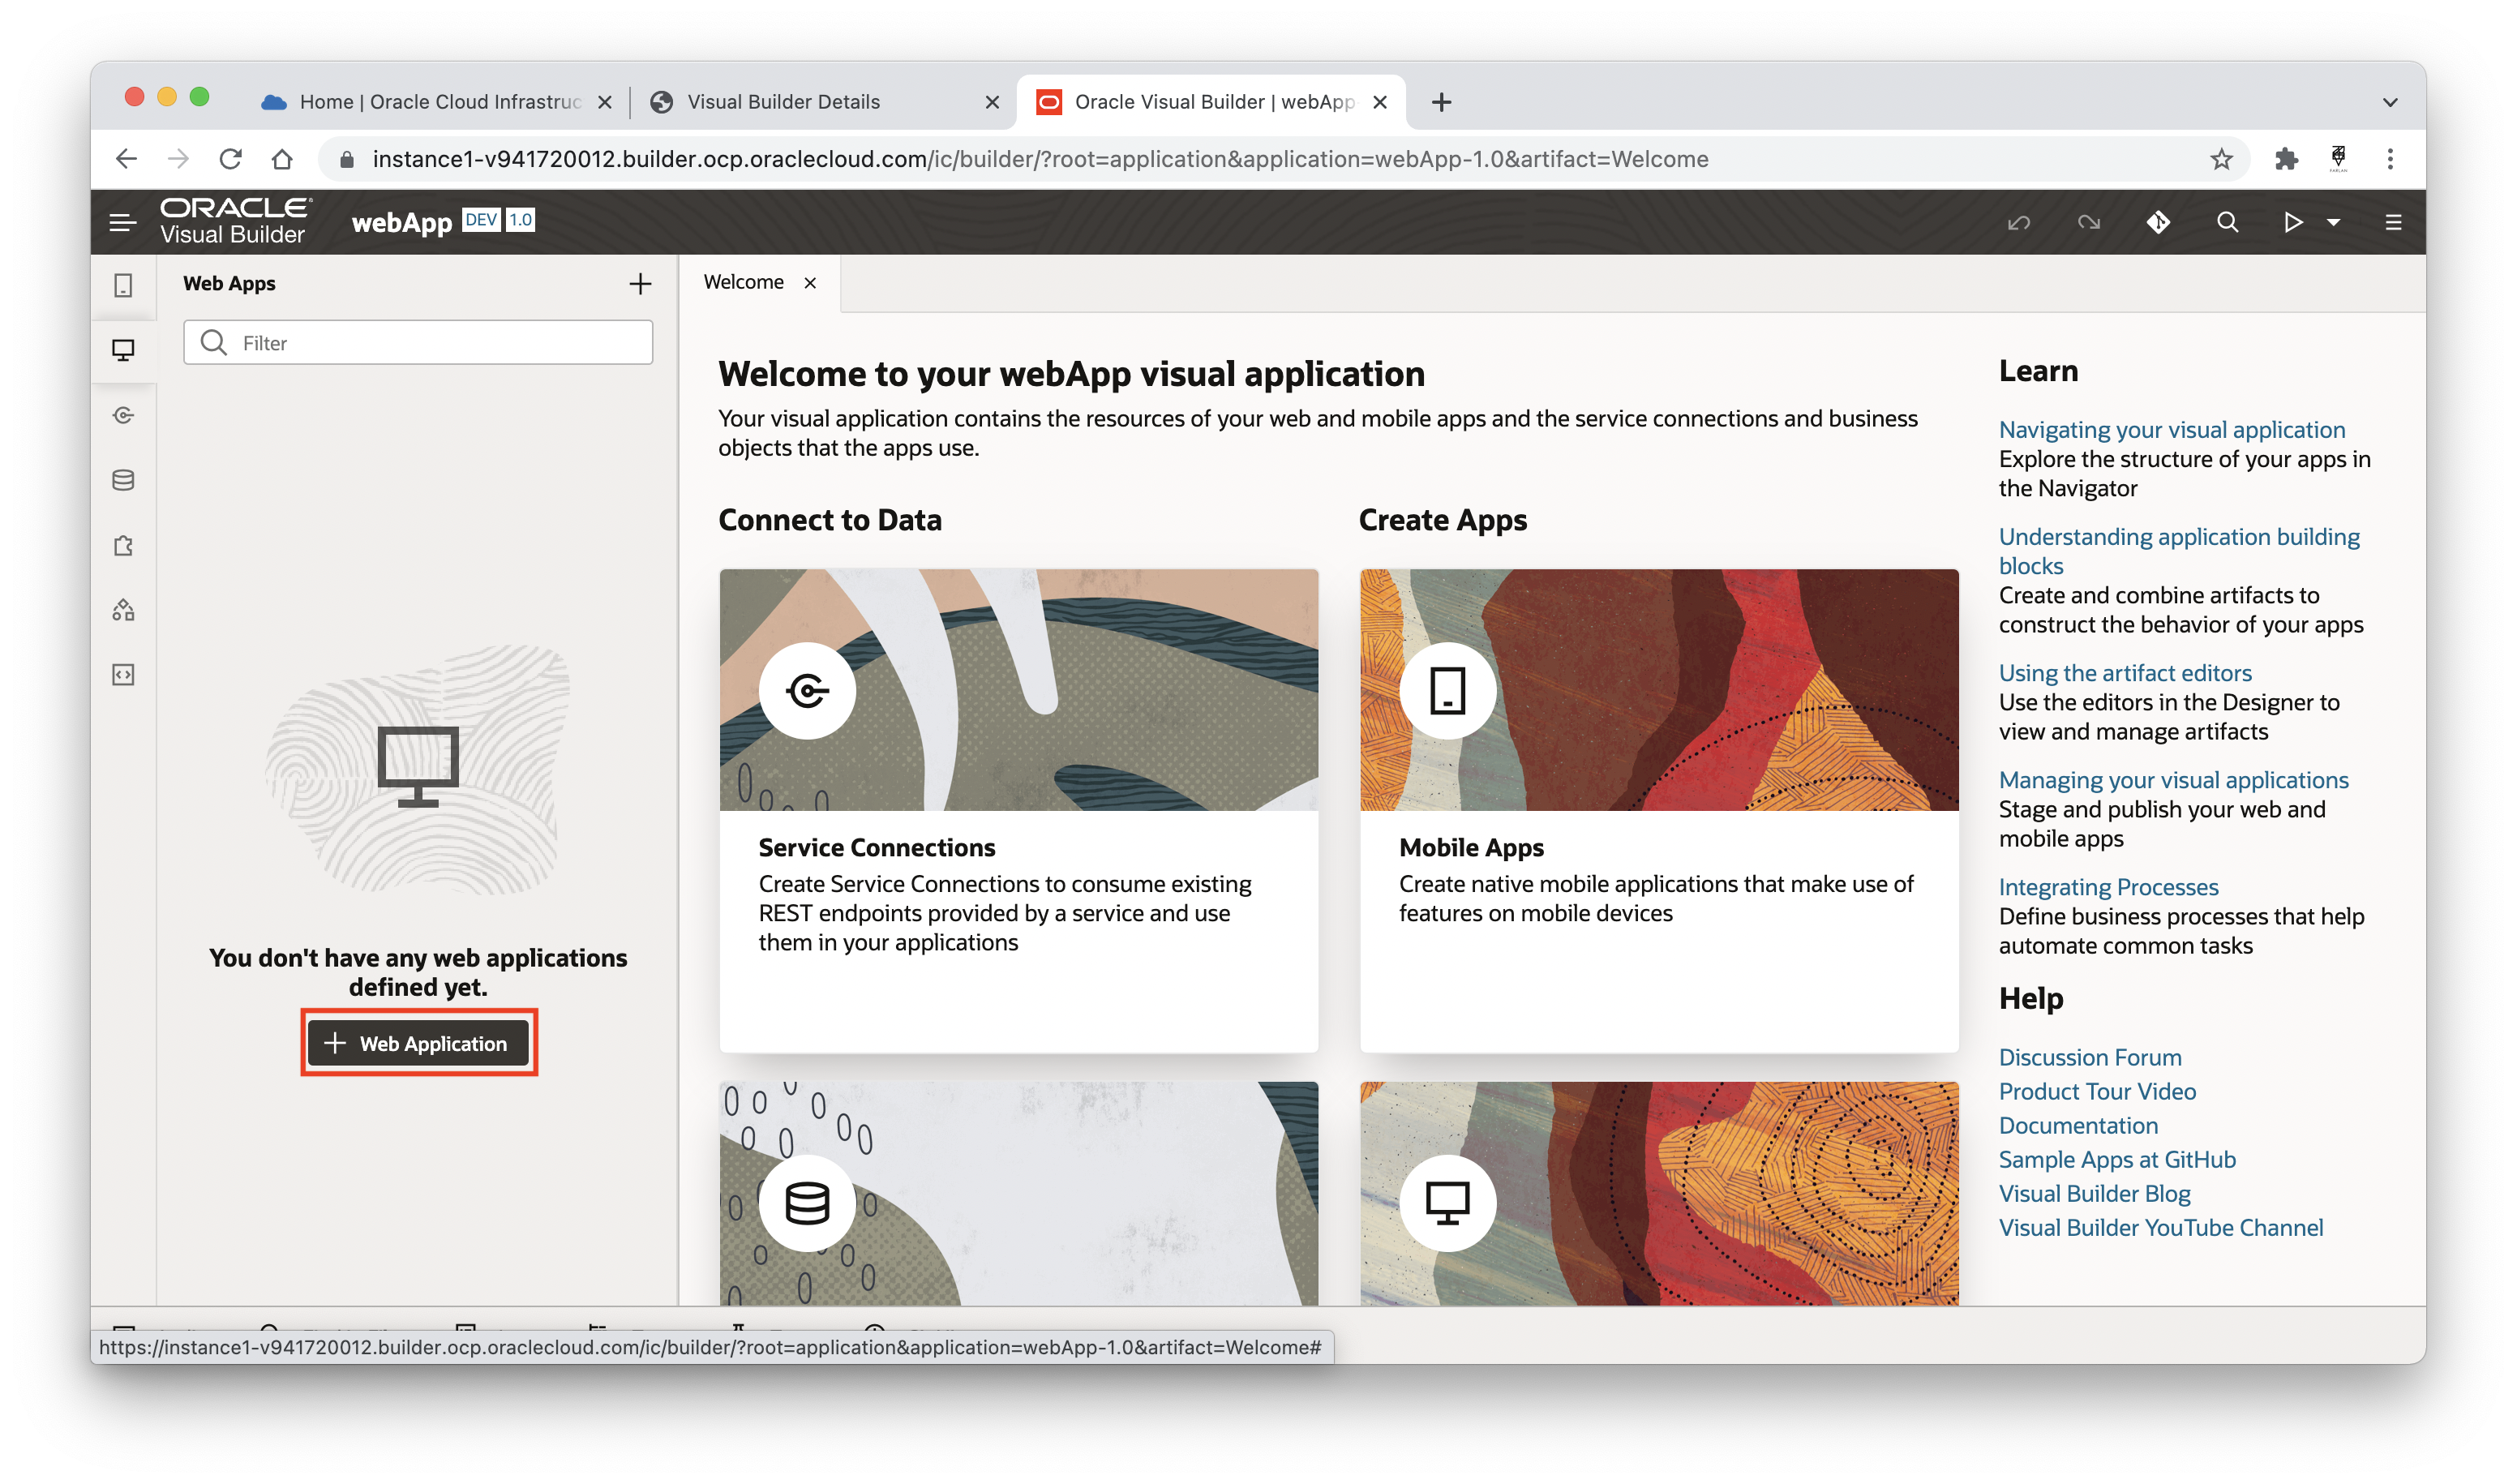 Home | Oracle Cloud Infrastruc
Visual Builder Details
Oracle Visual Builder | webApp
instance1-v941720012.builder.ocp.oraclecloud.com/ic/builder/?root=application&application=webApp-1.0&artifact=Welcome
ORACLE
Visual Builder
webApp DEV 1.0
Web Apps
Filter
You don't have any web applications
defined yet.
Web Application
Welcome
Welcome to your webApp visual application
Your visual application contains the resources of your web and mobile apps and the service connections and business
objects that the apps use.
Connect to Data
Service Connections
Create Service Connections to consume existing
REST endpoints provided by a service and use
them in your applications
Create Apps
Mobile Apps
Create native mobile applications that make use of
features on mobile devices
Learn
Navigating your visual application
Explore the structure of your apps in
the Navigator
Understanding application building
blocks
Create and combine artifacts to
construct the behavior of your apps
Using the artifact editors
Use the editors in the Designer to
view and manage artifacts
Managing your visual applications
Stage and publish your web and
mobile apps
Integrating Processes
Define business processes that help
automate common tasks
Help
Discussion Forum
Product Tour Video
Documentation
Sample Apps at GitHub
Visual Builder Blog
Visual Builder YouTube Channel
https://instance1-v941720012.builder.ocp.oraclecloud.com/ic/builder/?root=application&application=webApp-1.0&artifact=Welcome#